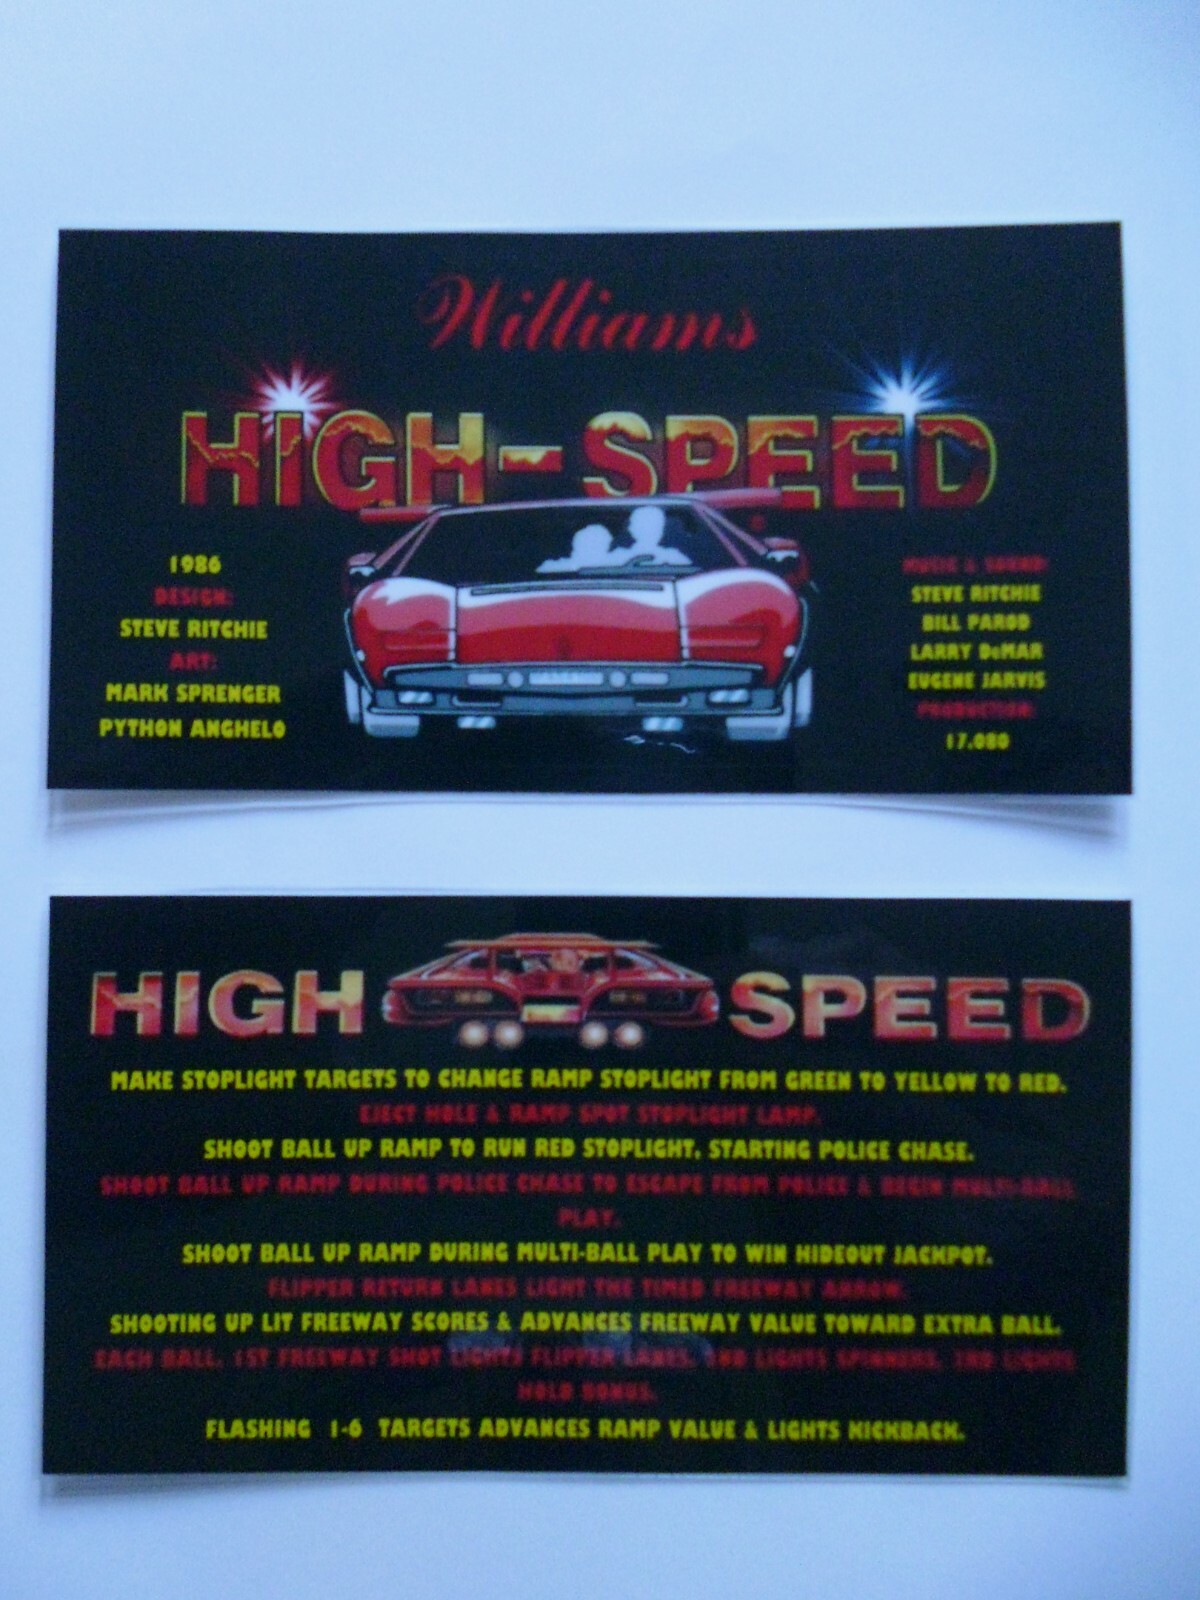 Williams
HIGH-SPEED
1986
DESIGN:
STEVE RITCHIE
ART:
MARK SPRENGER
PYTHON ANGHELO
MUSIC & SOUND:
STEVE RITCHIE
BILL PAROD
LARRY DeMAR
EUGENE JARVIS
PRODUCTION:
17.080
HIGH SPEED
MAKE STOPLIGHT TARGETS TO CHANGE RAMP STOPLIGHT FROM GREEN TO YELLOW TO RED.
EJECT HOLE & RAMP SPOT STOPLIGHT LAMP.
SHOOT BALL UP RAMP TO RUN RED STOPLIGHT, STARTING POLICE CHASE.
SHOOT BALL UP RAMP DURING POLICE CHASE TO ESCAPE FROM POLICE & BEGIN MULTI-BALL
PLAY.
SHOOT BALL UP RAMP DURING MULTI-BALL PLAY TO WIN HIDEOUT JACKPOT.
FLIPPER RETURN LANES LIGHT THE TIMED FREEWAY ARROW.
SHOOTING UP LIT FREEWAY SCORES & ADVANCES FREEWAY VALUE TOWARD EXTRA BALL.
EACH BALL, 1ST FREEWAY SHOT LIGHTS FLIPPER LANES, 2ND LIGHTS SPINNERS, 3RD LIGHTS
HOLD BONUS.
FLASHING 1-6 TARGETS ADVANCES RAMP VALUE & LIGHTS KICKBACK.